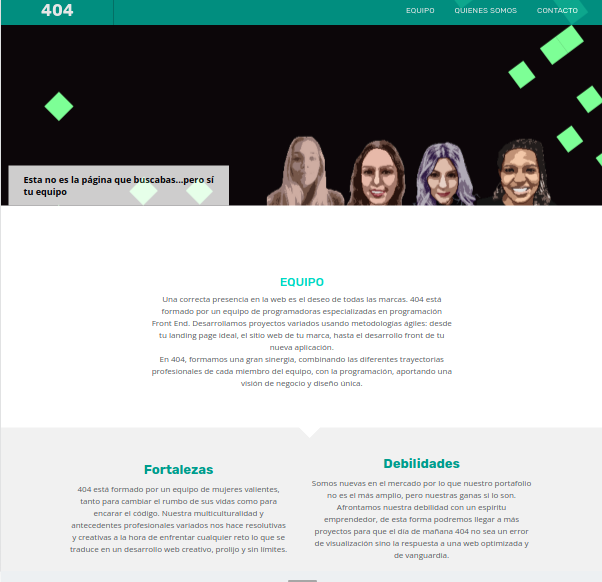 404
EQUIPO QUIENES SOMOS CONTACTO
Esta no es la página que buscabas...pero sí
tu equipo
EQUIPO
Una correcta presencia en la web es el deseo de todas las marcas. 404 está
formado por un equipo de programadoras especializadas en programación
Front End. Desarrollamos proyectos variados usando metodologías ágiles: desde
tu landing page ideal, el sitio web de tu marca, hasta el desarrollo front de tu
nueva aplicación.
En 404, formamos una gran sinergia, combinando las diferentes trayectorias
profesionales de cada miembro del equipo, con la programación, aportando una
visión de negocio y diseño única.
Fortalezas
404 está formado por un equipo de mujeres valientes,
tanto para cambiar el rumbo de sus vidas como para
encarar el código. Nuestra multiculturalidad y
antecedentes profesionales variados nos hace resolutivas
y creativas a la hora de enfrentar cualquier reto lo que se
traduce en un desarrollo web creativo, prolijo y sin límites.
Debilidades
Somos nuevas en el mercado por lo que nuestro portafolio
no es el más amplio, pero nuestras ganas si lo son.
Afrontamos nuestra debilidad con un espíritu
emprendedor, de esta forma podremos llegar a más
proyectos para que el día de mañana 404 no sea un error
de visualización sino la respuesta a una web optimizada y
de vanguardia.